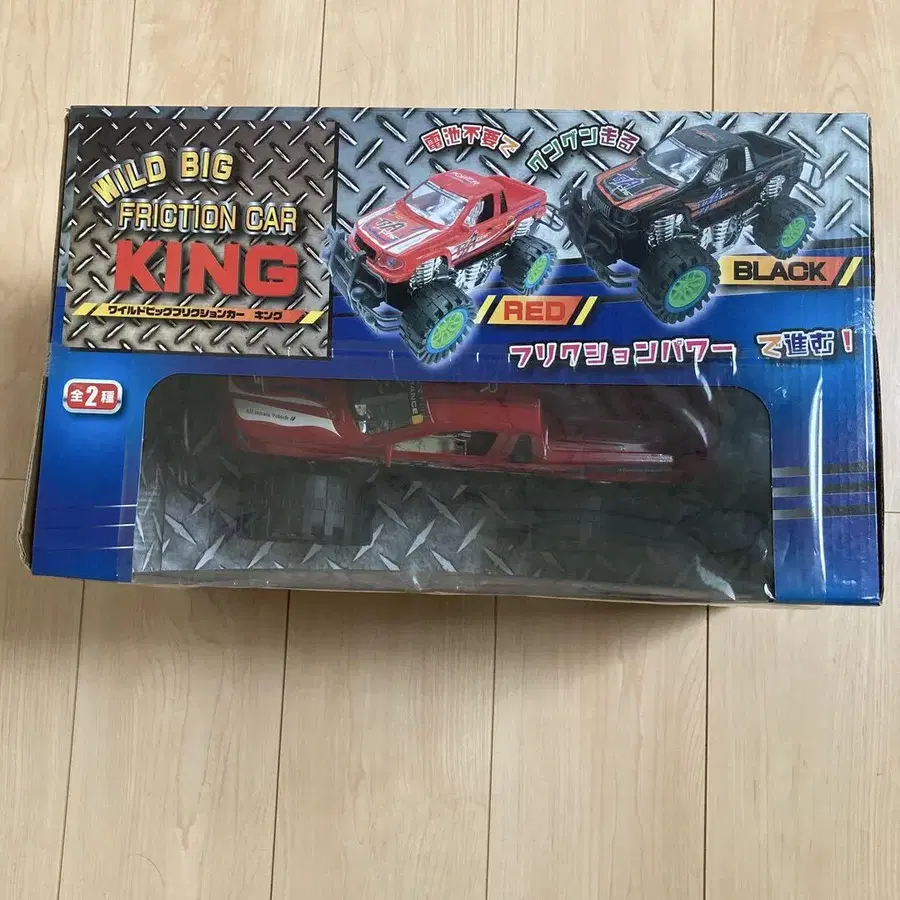 WILD BIG
FRICTION CAR
KING
ワイルドビッグフリクションカー キング
電池不要で
グングン走る
RED
BLACK
フリクションパワーで進む!
全2種